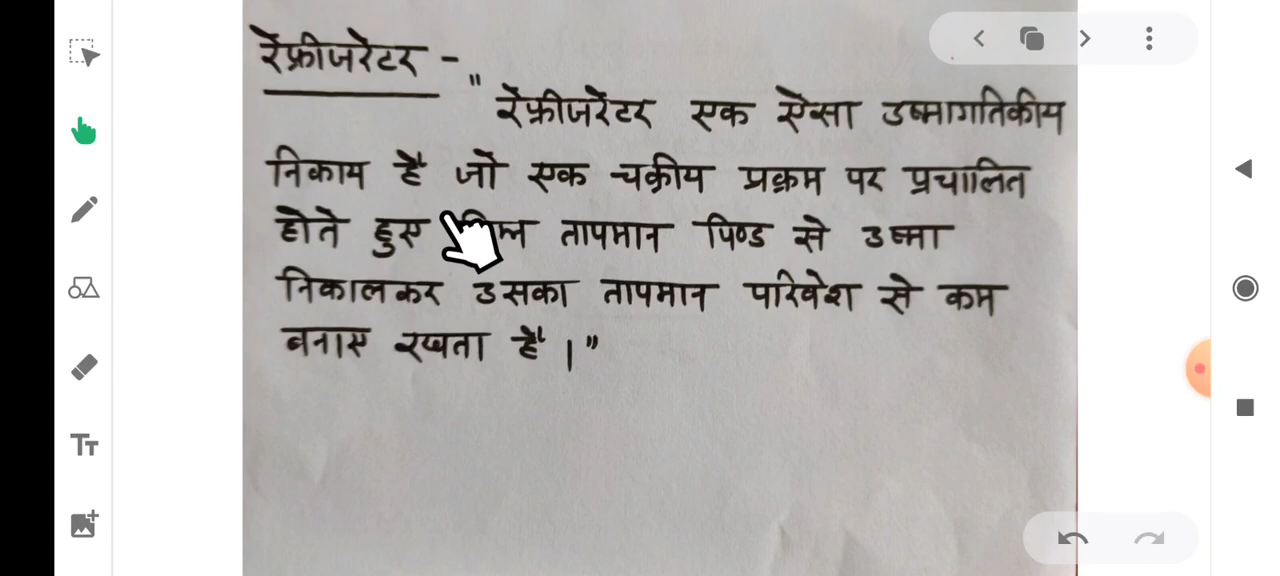 रेफ्रीजरेटर -
" रेफ्रीजरेटर एक ऐसा उष्मागतिकीय
निकाय है जो एक चक्रीय प्रक्रम पर प्रचालित
होते हुए तापमान पिण्ड से उष्मा
निकालकर उसका तापमान परिवेश से कम
बनाए रखता है। "
Tт